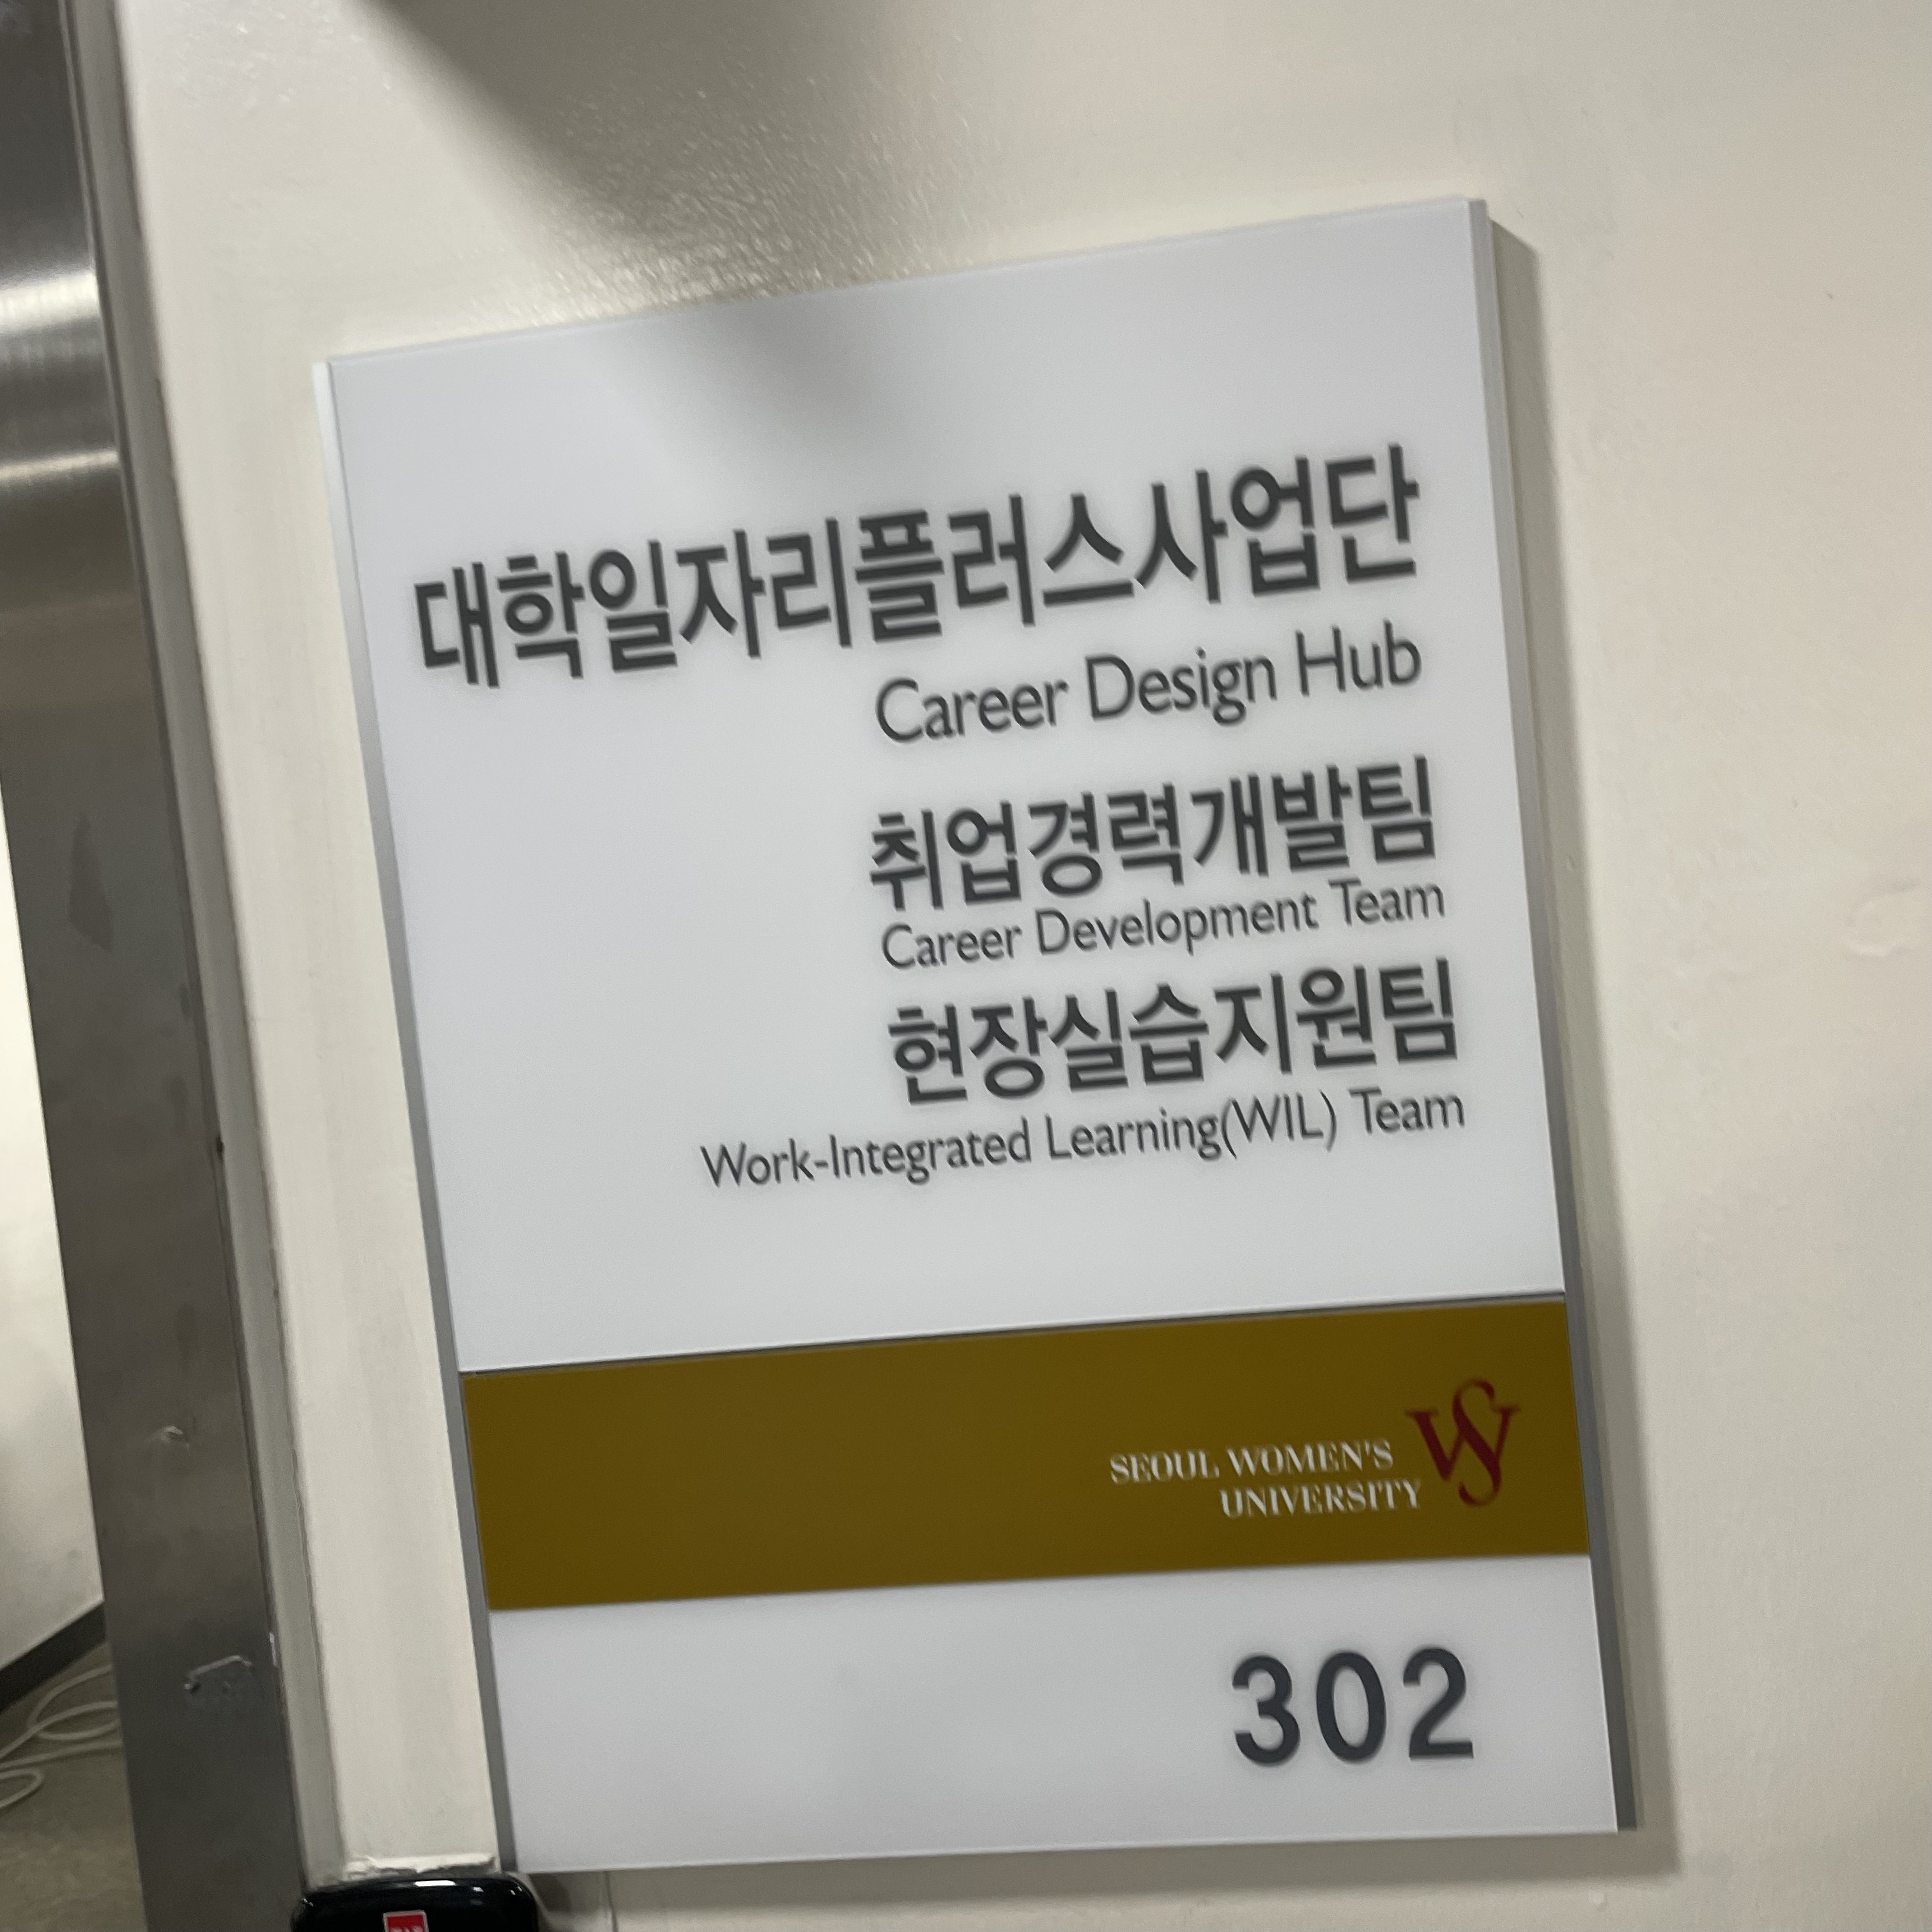 대학일자리플러스사업단
Career Design Hub
취업경력개발팀
Career Development Team
현장실습지원팀
Work-Integrated Learning(WIL) Team
SEOUL WOMEN'S
UNIVERSITY
302